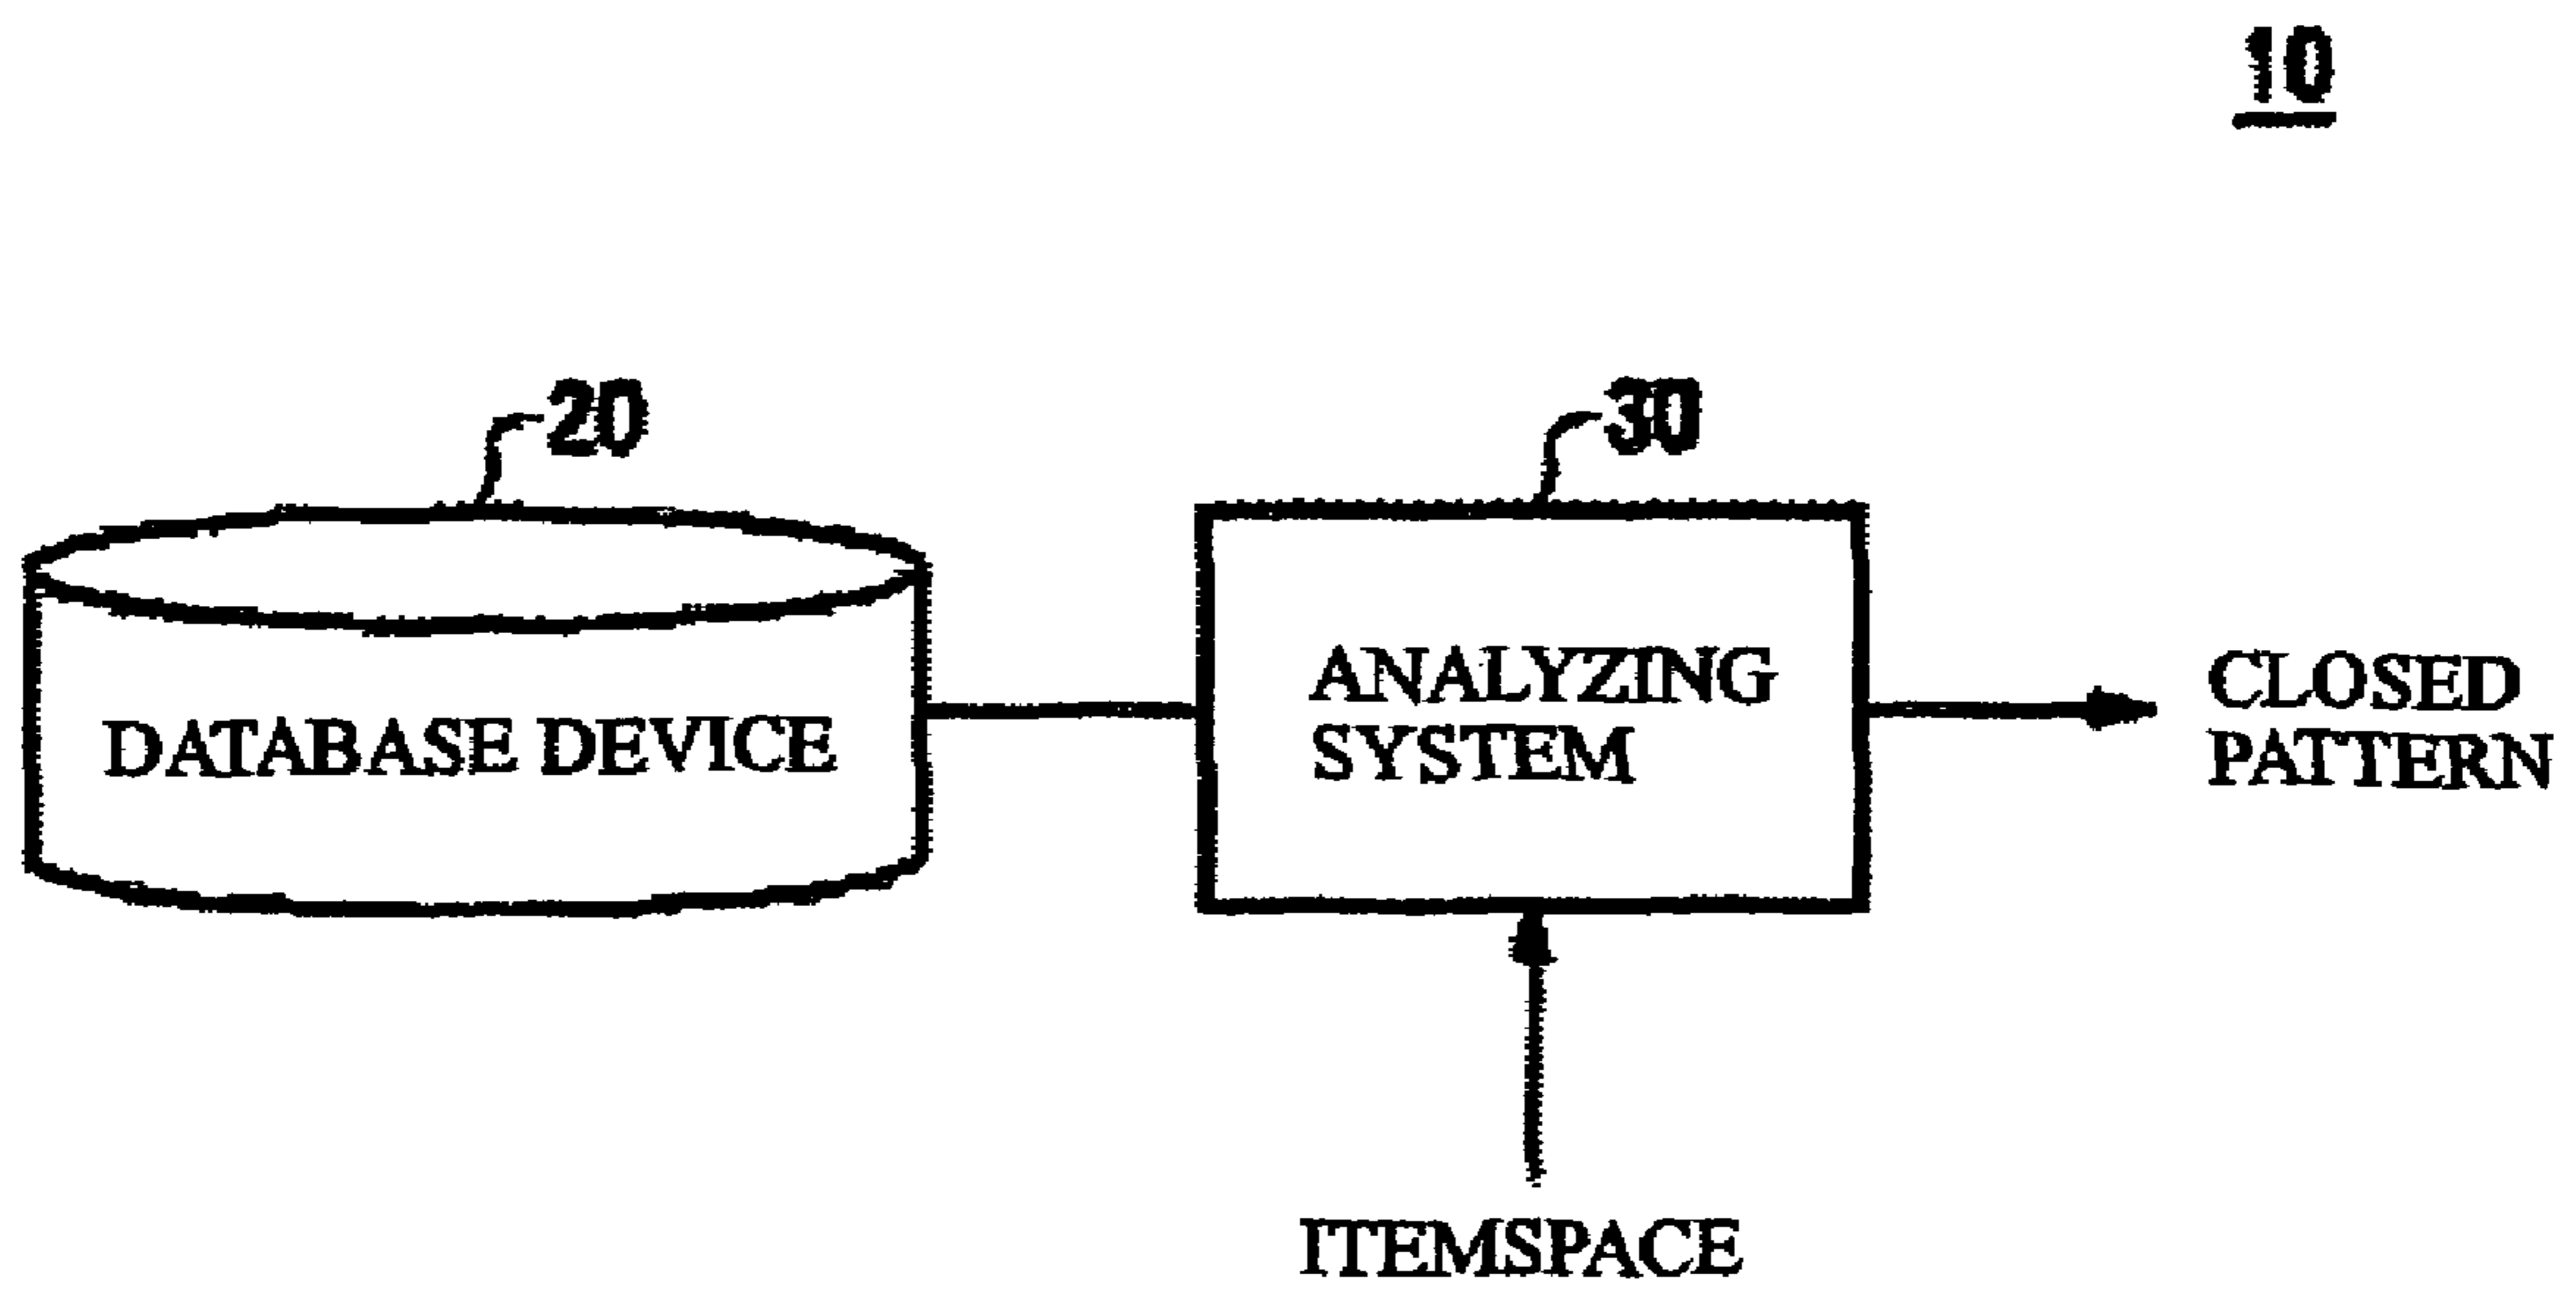 10
20
30
DATABASE DEVICE
ANALYZING
SYSTEM
CLOSED
PATTERN
ITEMSPACE